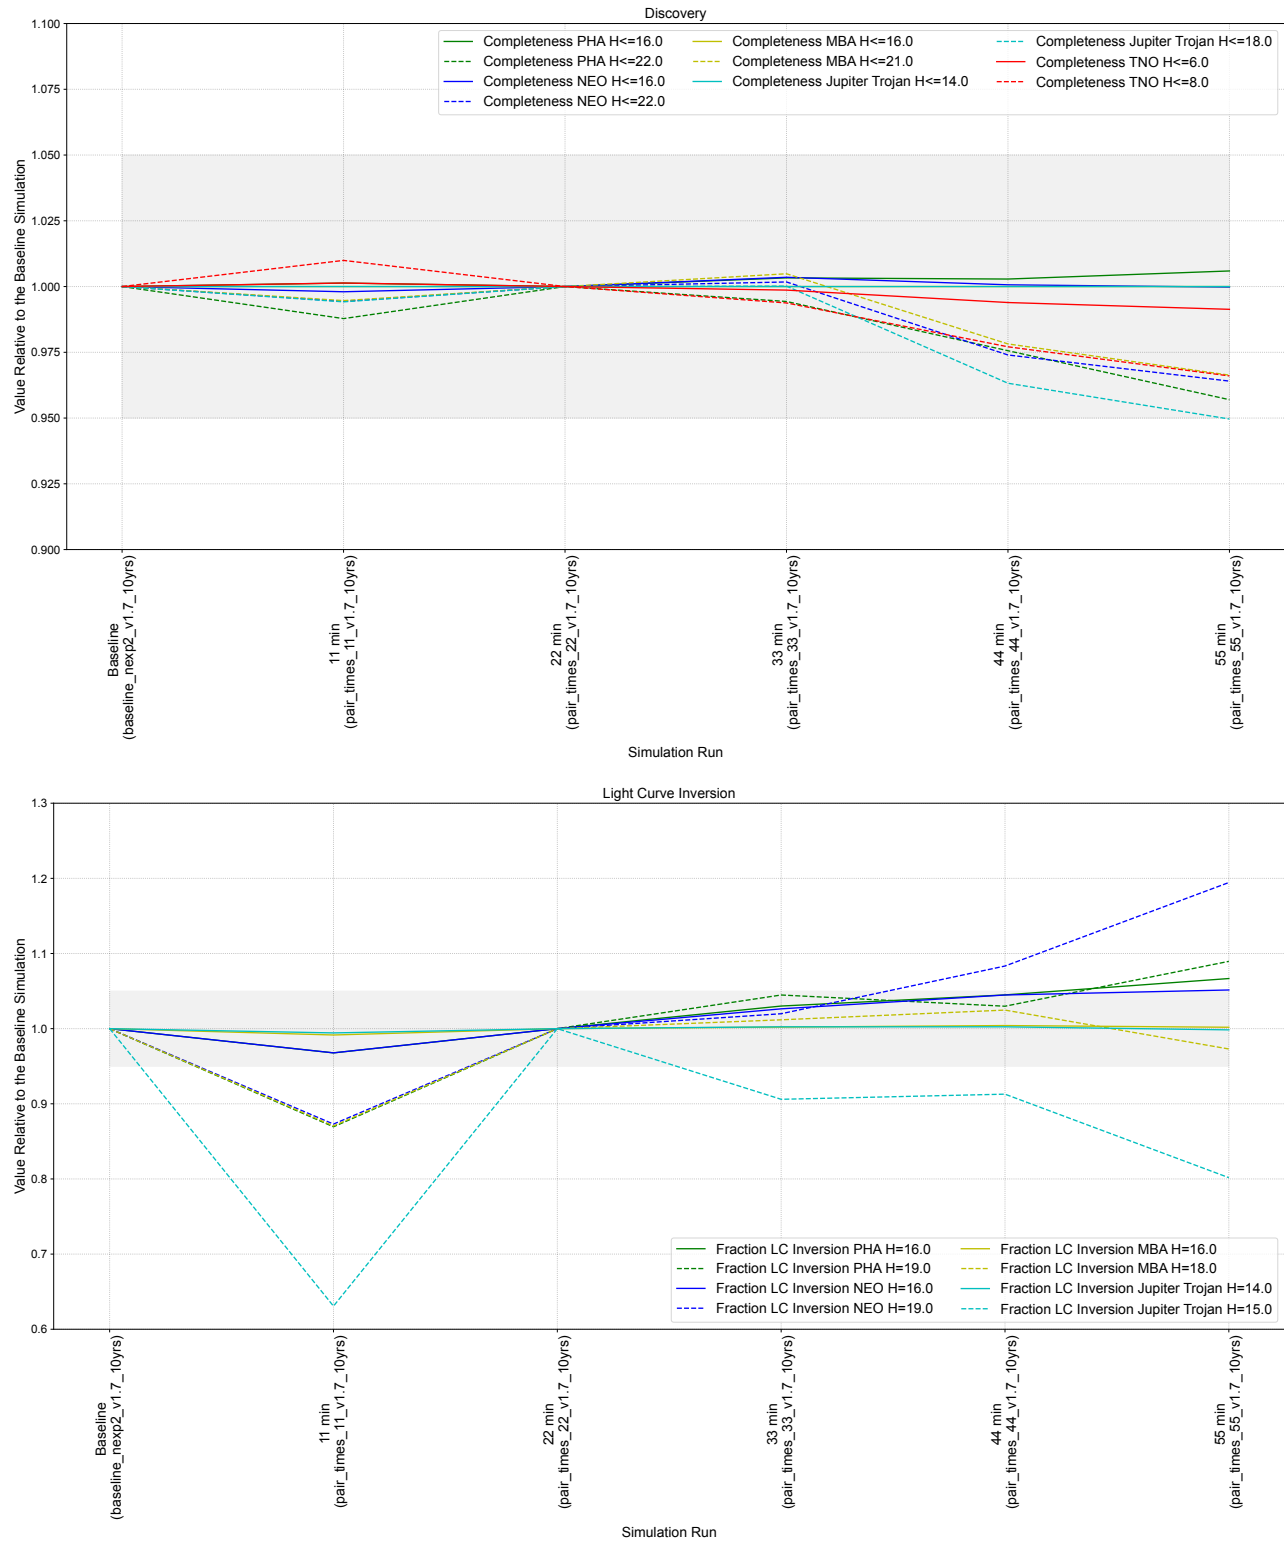 Discovery
Value Relative to the Baseline Simulation
1.100
1.075
1.050
1.025
1.000
0.975
0.950
0.925
0.900
Completeness PHA H<=16.0
Completeness PHA H<=22.0
Completeness NEO H<=16.0
Completeness NEO H<=22.0
Completeness MBA H<=16.0
Completeness MBA H<=21.0
Completeness Jupiter Trojan H<=14.0
Completeness Jupiter Trojan H<=18.0
Completeness TNO H<=6.0
Completeness TNO H<=8.0
Baseline
(baseline_nexp2_v1.7_10yrs)
11 min
(pair_times_11_v1.7_10yrs)
22 min
(pair_times_22_v1.7_10yrs)
33 min
(pair_times_33_v1.7_10yrs)
44 min
(pair_times_44_v1.7_10yrs)
55 min
(pair_times_55_v1.7_10yrs)
Simulation Run
Light Curve Inversion
Value Relative to the Baseline Simulation
1.3
1.2
1.1
1.0
0.9
0.8
0.7
0.6
Fraction LC Inversion PHA H=16.0
Fraction LC Inversion PHA H=19.0
Fraction LC Inversion NEO H=16.0
Fraction LC Inversion NEO H=19.0
Fraction LC Inversion MBA H=16.0
Fraction LC Inversion MBA H=18.0
Fraction LC Inversion Jupiter Trojan H=14.0
Fraction LC Inversion Jupiter Trojan H=15.0
Baseline
(baseline_nexp2_v1.7_10yrs)
11 min
(pair_times_11_v1.7_10yrs)
22 min
(pair_times_22_v1.7_10yrs)
33 min
(pair_times_33_v1.7_10yrs)
44 min
(pair_times_44_v1.7_10yrs)
55 min
(pair_times_55_v1.7_10yrs)
Simulation Run